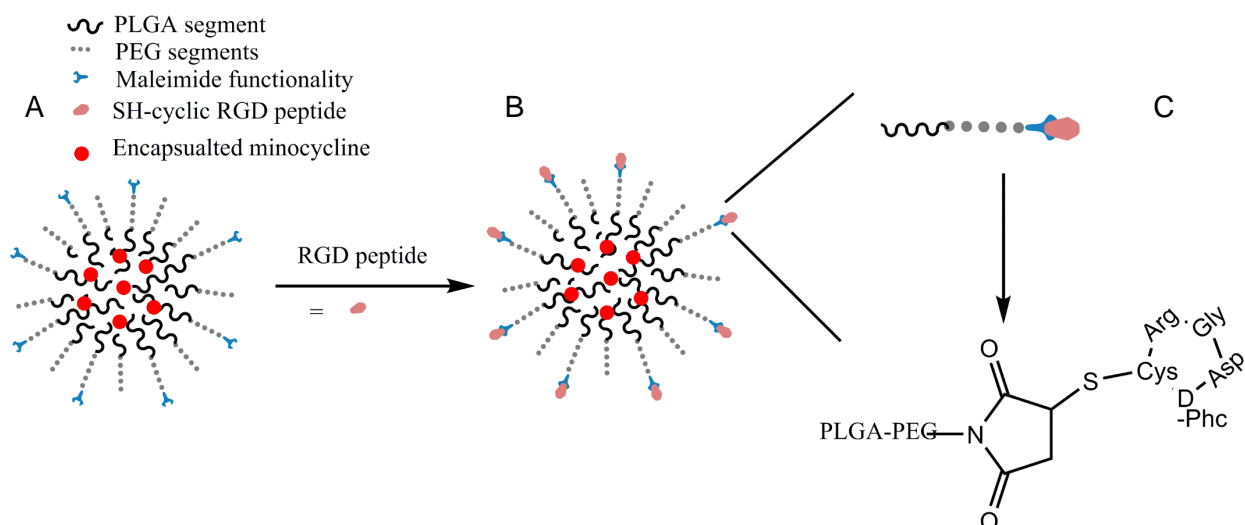 PLGA segment
PEG segments
Maleimide functionality
A
SH-cyclic RGD peptide
Encapsualted minocycline
B
C
RGD peptide
=
O
Arg
Gly
Cys
Asp
S
D
-Phc
PLGA-PEG
N
O